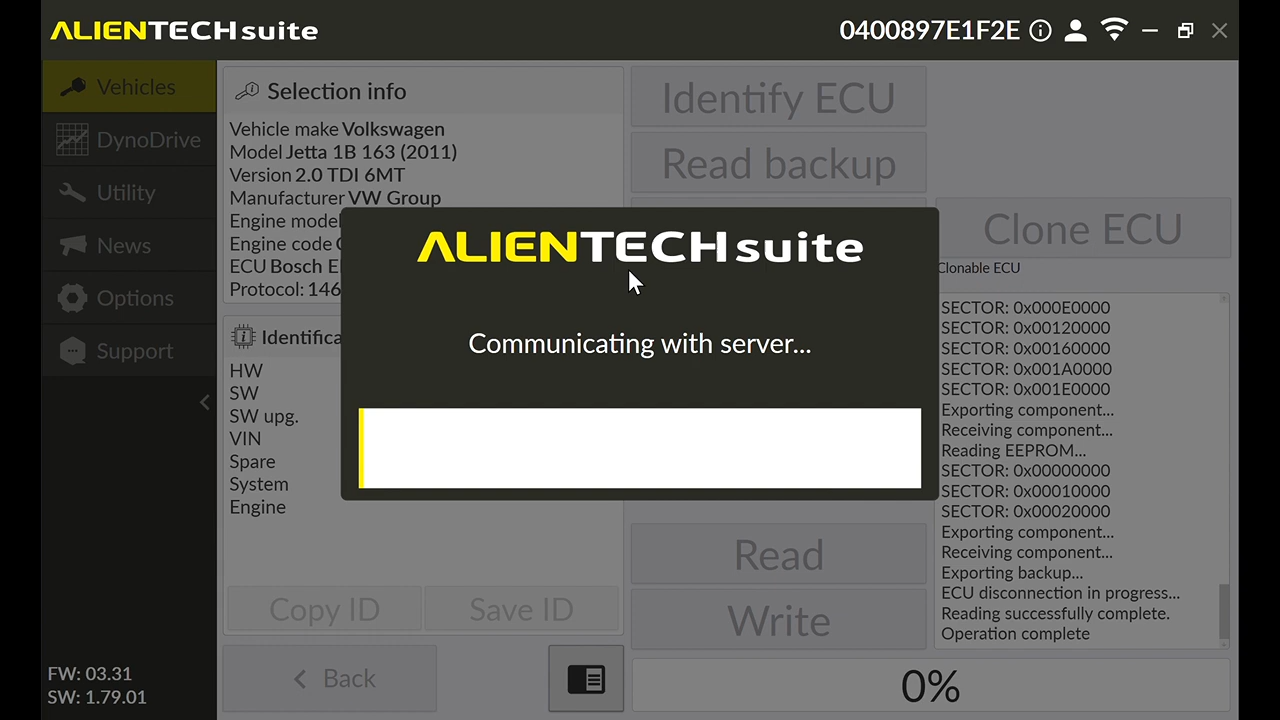 ALIENTECH suite
0400897E1F2E
Vehicles
DynoDrive
Utility
News
Options
Support
FW: 03.31
SW: 1.79.01
Selection info
Vehicle make Volkswagen
Model Jetta 1B 163 (2011)
Version 2.0 TDI 6MT
Manufacturer VW Group
Engine model
Engine code
ECU Bosch E
Protocol: 146
Identifica
HW
SW
SW upg.
VIN
Spare
System
Engine
Copy ID
Save ID
Back
ALIENTECH suite
Communicating with server...
Identify ECU
Read backup
Read
Write
Clone ECU
Clonable ECU
SECTOR: 0x000E0000
SECTOR: 0x00120000
SECTOR: 0x00160000
SECTOR: 0x001A0000
SECTOR: 0x001E0000
Exporting component...
Receiving component...
Reading EEPROM...
SECTOR: 0x00000000
SECTOR: 0x00010000
SECTOR: 0x00020000
Exporting component...
Receiving component...
Exporting backup...
ECU disconnection in progress...
Reading successfully complete.
Operation complete
0%